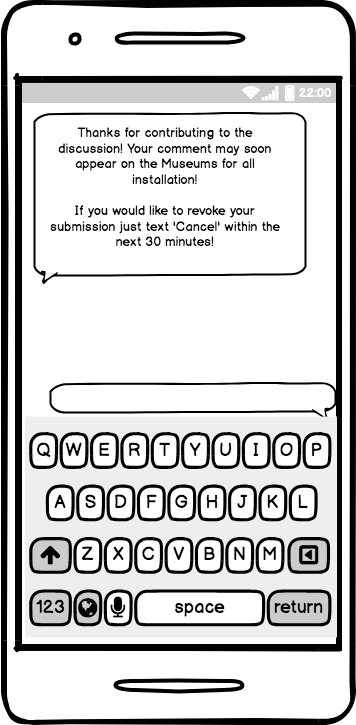 22:00
Thanks for contributing to the
discussion! Your comment may soon
appear on the Museums for all
installation!
If you would like to revoke your
submission just text 'Cancel' within the
next 30 minutes!
Q W E R T Y U I O P
A S D F G H J K L
Z X C V B N M
123 space return